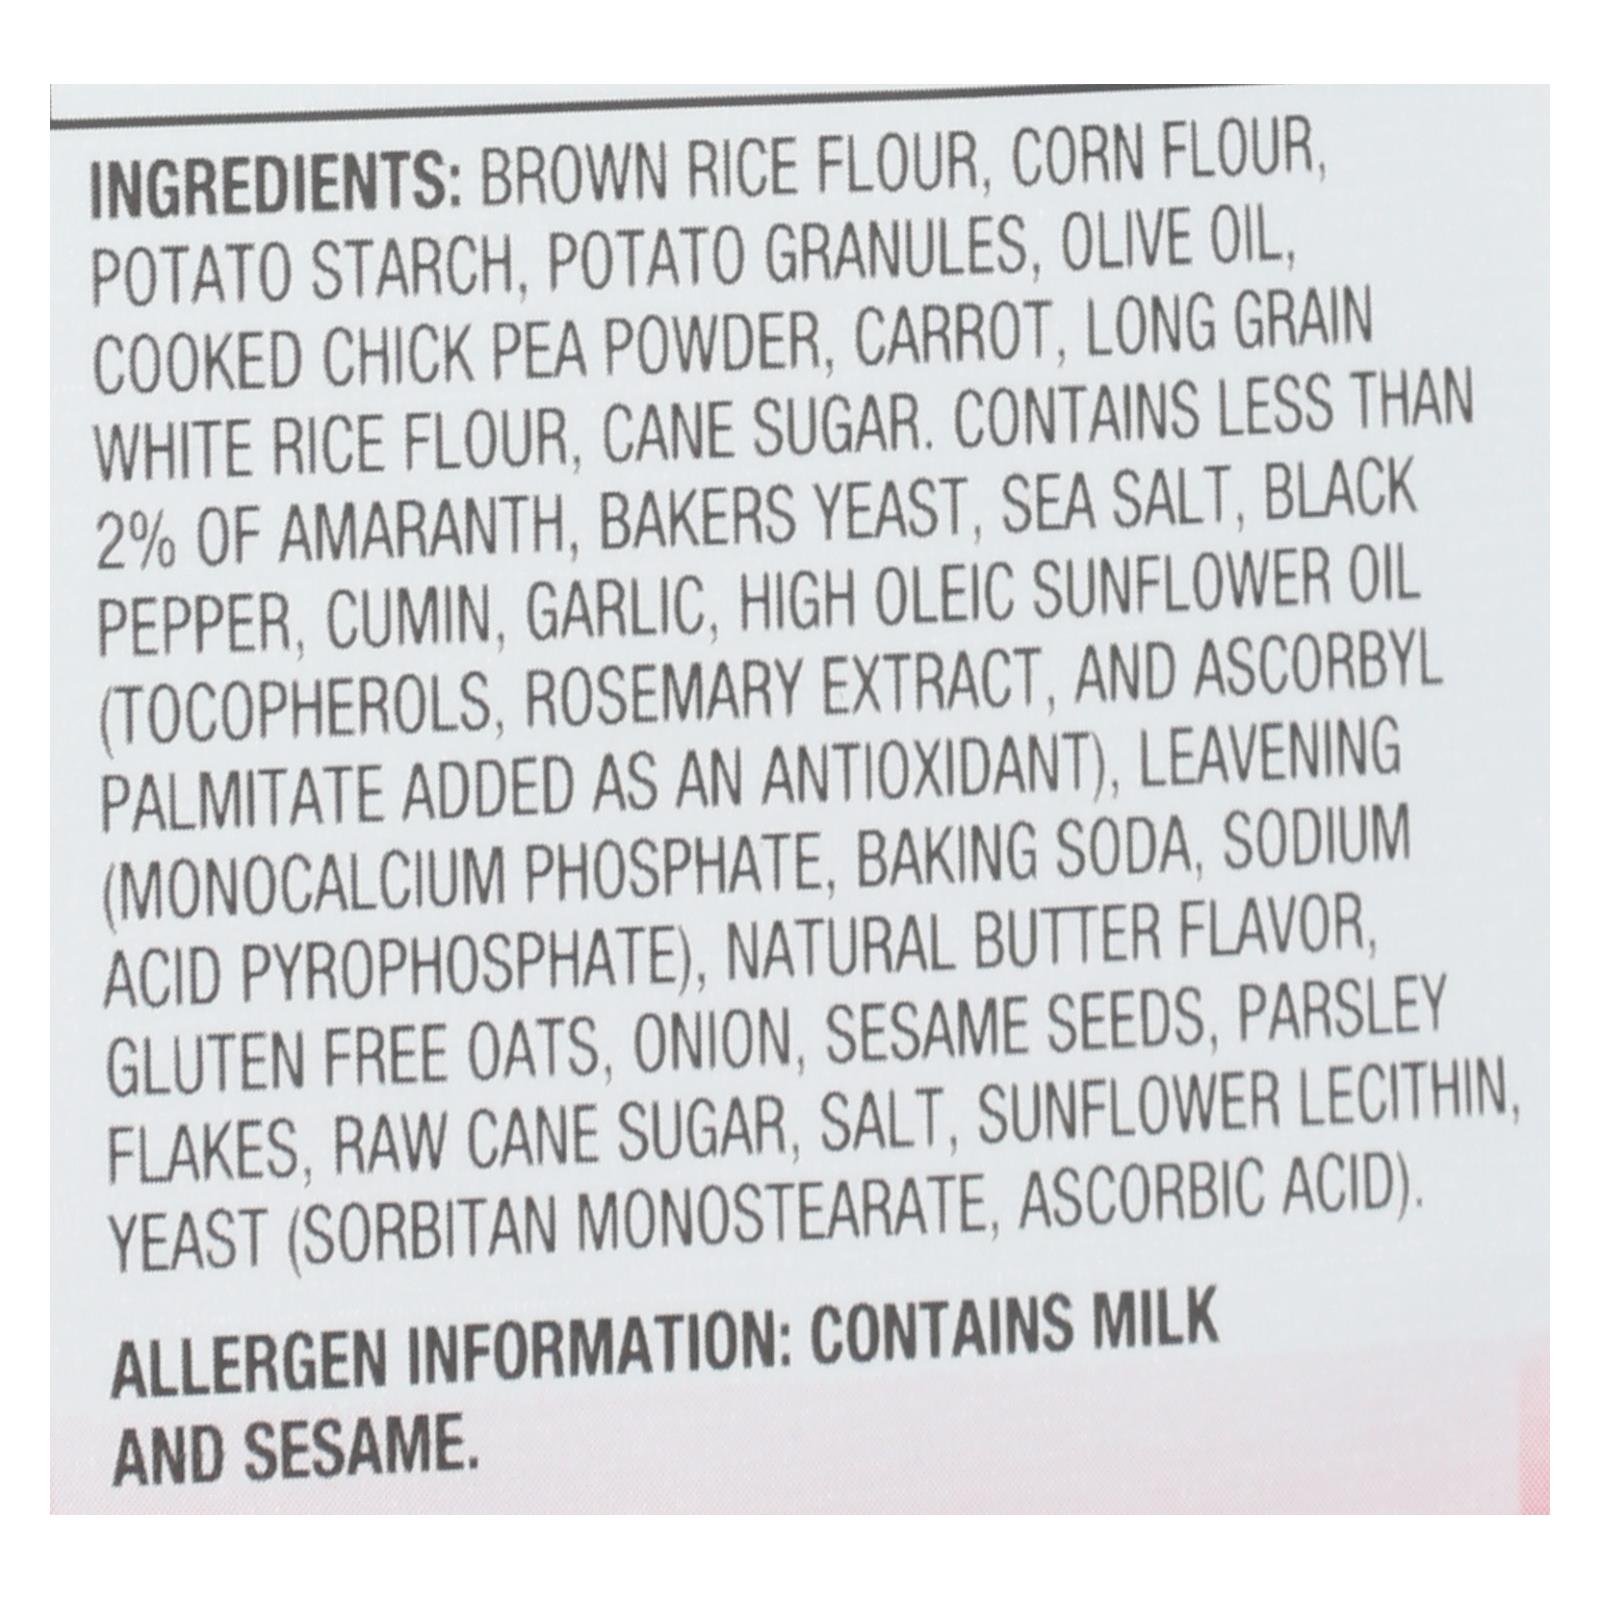 INGREDIENTS: BROWN RICE FLOUR, CORN FLOUR,
POTATO STARCH, POTATO GRANULES, OLIVE OIL,
COOKED CHICK PEA POWDER, CARROT, LONG GRAIN
WHITE RICE FLOUR, CANE SUGAR. CONTAINS LESS THAN
2% OF AMARANTH, BAKERS YEAST, SEA SALT, BLACK
PEPPER, CUMIN, GARLIC, HIGH OLEIC SUNFLOWER OIL
(TOCOPHEROLS, ROSEMARY EXTRACT, AND ASCORBYL
PALMITATE ADDED AS AN ANTIOXIDANT), LEAVENING
(MONOCALCIUM PHOSPHATE, BAKING SODA, SODIUM
ACID PYROPHOSPHATE), NATURAL BUTTER FLAVOR,
GLUTEN FREE OATS, ONION, SESAME SEEDS, PARSLEY
FLAKES, RAW CANE SUGAR, SALT, SUNFLOWER LECITHIN,
YEAST (SORBITAN MONOSTEARATE, ASCORBIC ACID).
ALLERGEN INFORMATION: CONTAINS MILK
AND SESAME.